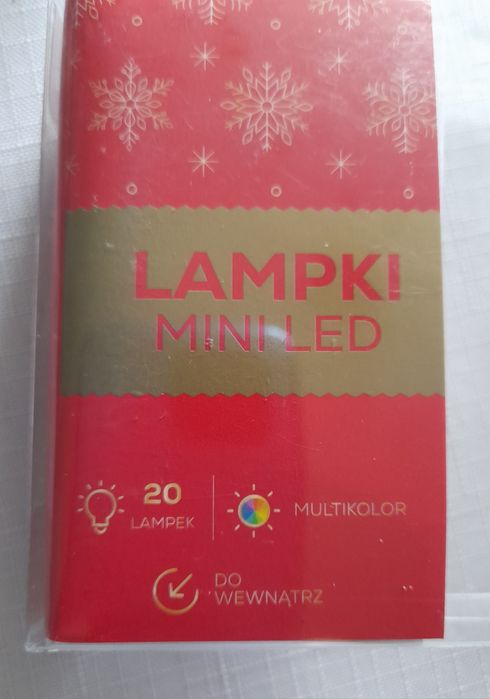 LAMPKI
MINI LED
20
LAMPEK
MULTIKOLOR
DO
WEWNĄTRZ